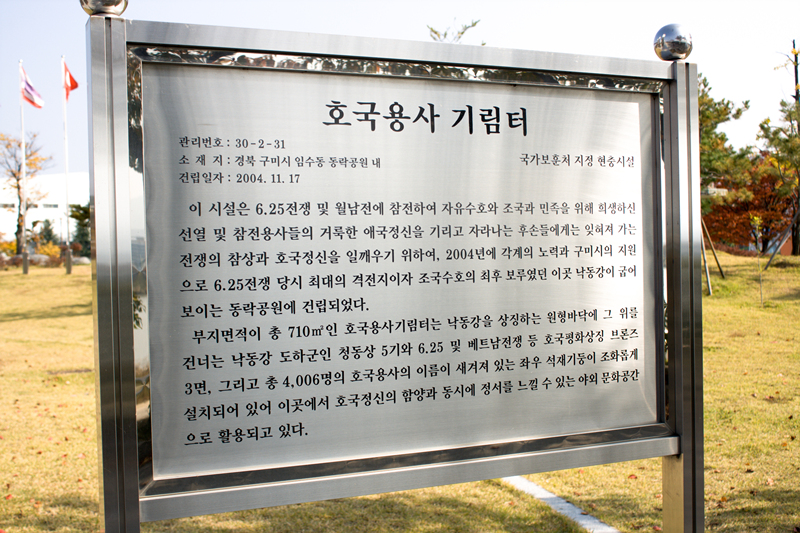 호국용사 기림터
관리번호 : 30-2-31
소 재 지 : 경북 구미시 임수동 동락공원 내 국가보훈처 지정 현충시설
건립일자 : 2004. 11. 17
이 시설은 6.25전쟁 및 월남전에 참전하여 자유수호와 조국과 민족을 위해 희생하신
선열 및 참전용사들의 거룩한 애국정신을 기리고 자라나는 후손들에게는 잊혀져 가는
전쟁의 참상과 호국정신을 일깨우기 위하여, 2004년에 각계의 노력과 구미시의 지원
으로 6.25전쟁 당시 최대의 격전지이자 조국수호의 최후 보루였던 이곳 낙동강이 굽어
보이는 동락공원에 건립되었다.
부지면적이 총 710㎡인 호국용사기림터는 낙동강을 상징하는 원형바닥에 그 위를
건너는 낙동강 도하군인 청동상 5기와 6.25 및 베트남전쟁 등 호국평화상징 브론즈
3면, 그리고 총 4,006명의 호국용사의 이름이 새겨져 있는 좌우 석재기둥이 조화롭게
설치되어 있어 이곳에서 호국정신의 함양과 동시에 정서를 느낄 수 있는 야외 문화공간
으로 활용되고 있다.